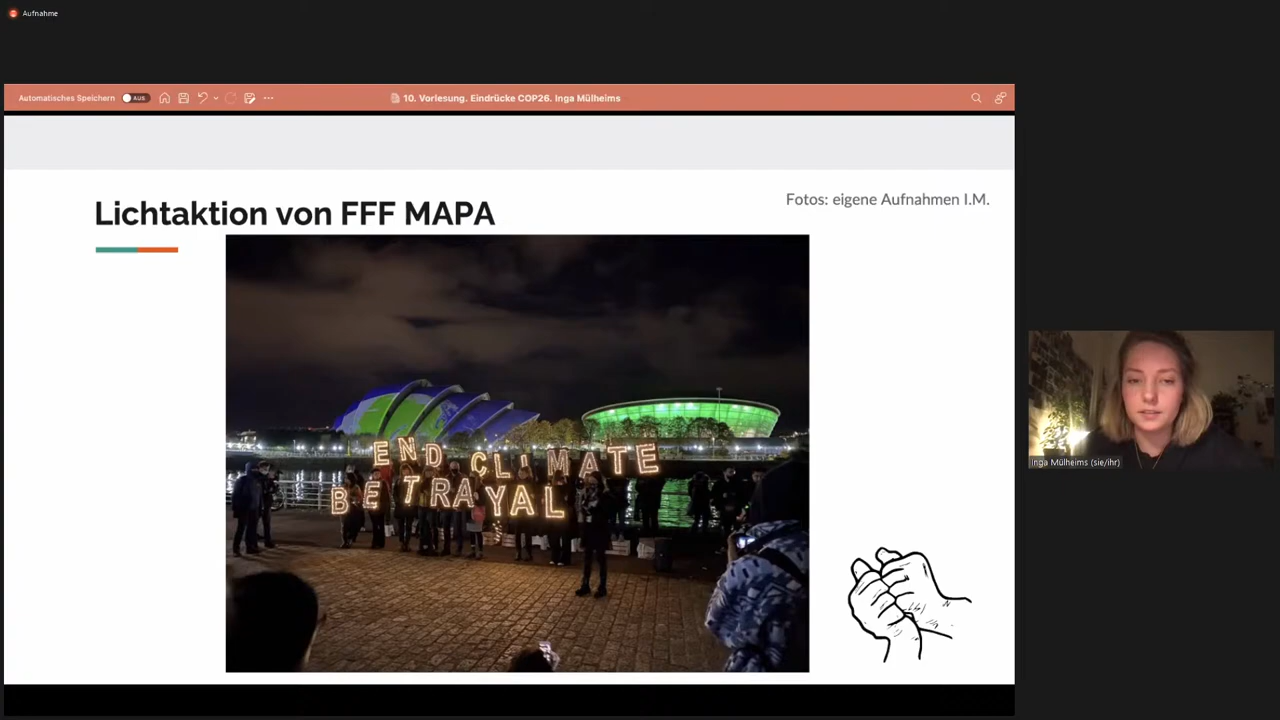 Aufnahme
Automatisches Speichern AUS
10. Vorlesung. Eindrücke COP26. Inga Mülheims
Lichtaktion von FFF MAPA
Fotos: eigene Aufnahmen I.M.
END CLIMATE
BETRAYAL
Inga Mülheims (sie/ihr)